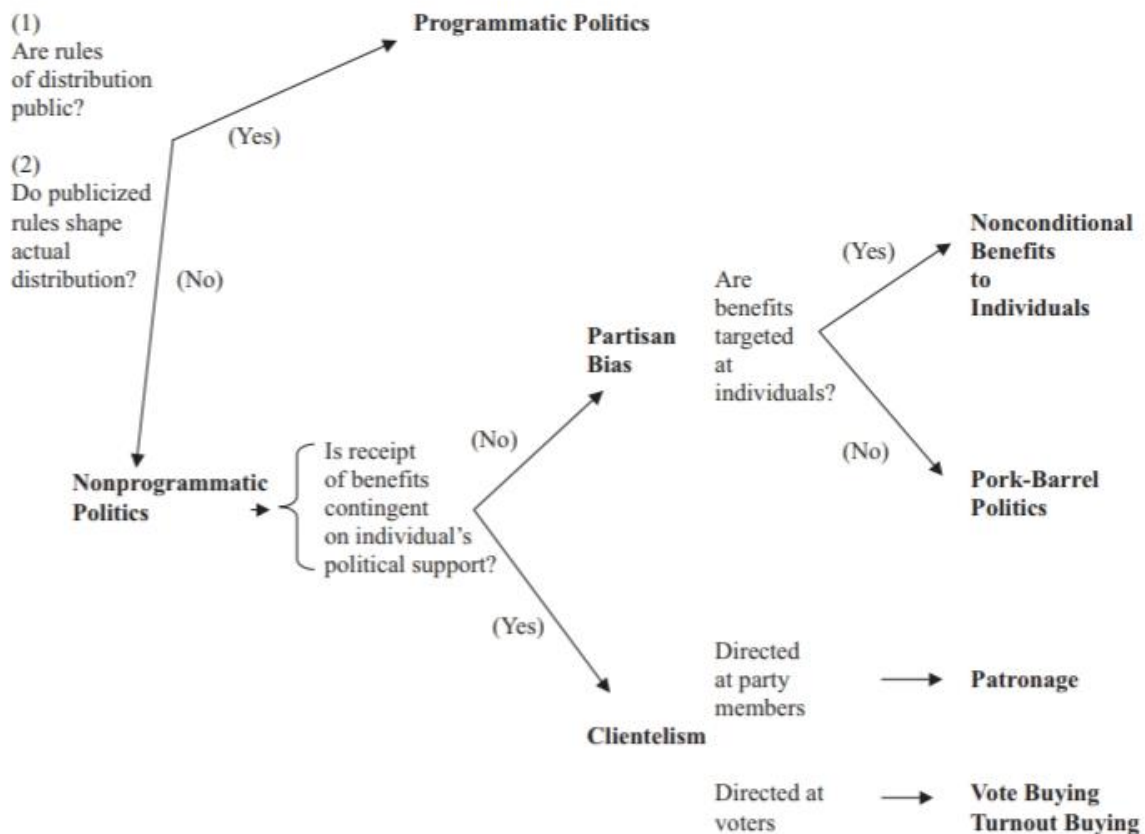 (1)
Are rules
of distribution
public?
Programmatic Politics
(Yes)
(2)
Do publicized
rules shape
actual
distribution?
(No)
Nonprogrammatic
Politics
Is receipt
of benefits
contingent
on individual's
political support?
(No)
Partisan
Bias
Are
benefits
targeted
at
individuals?
(Yes)
Nonconditional
Benefits
to
Individuals
(No)
Pork-Barrel
Politics
(Yes)
Clientelism
Directed
at party
members
Patronage
Directed at
voters
Vote Buying
Turnout Buying